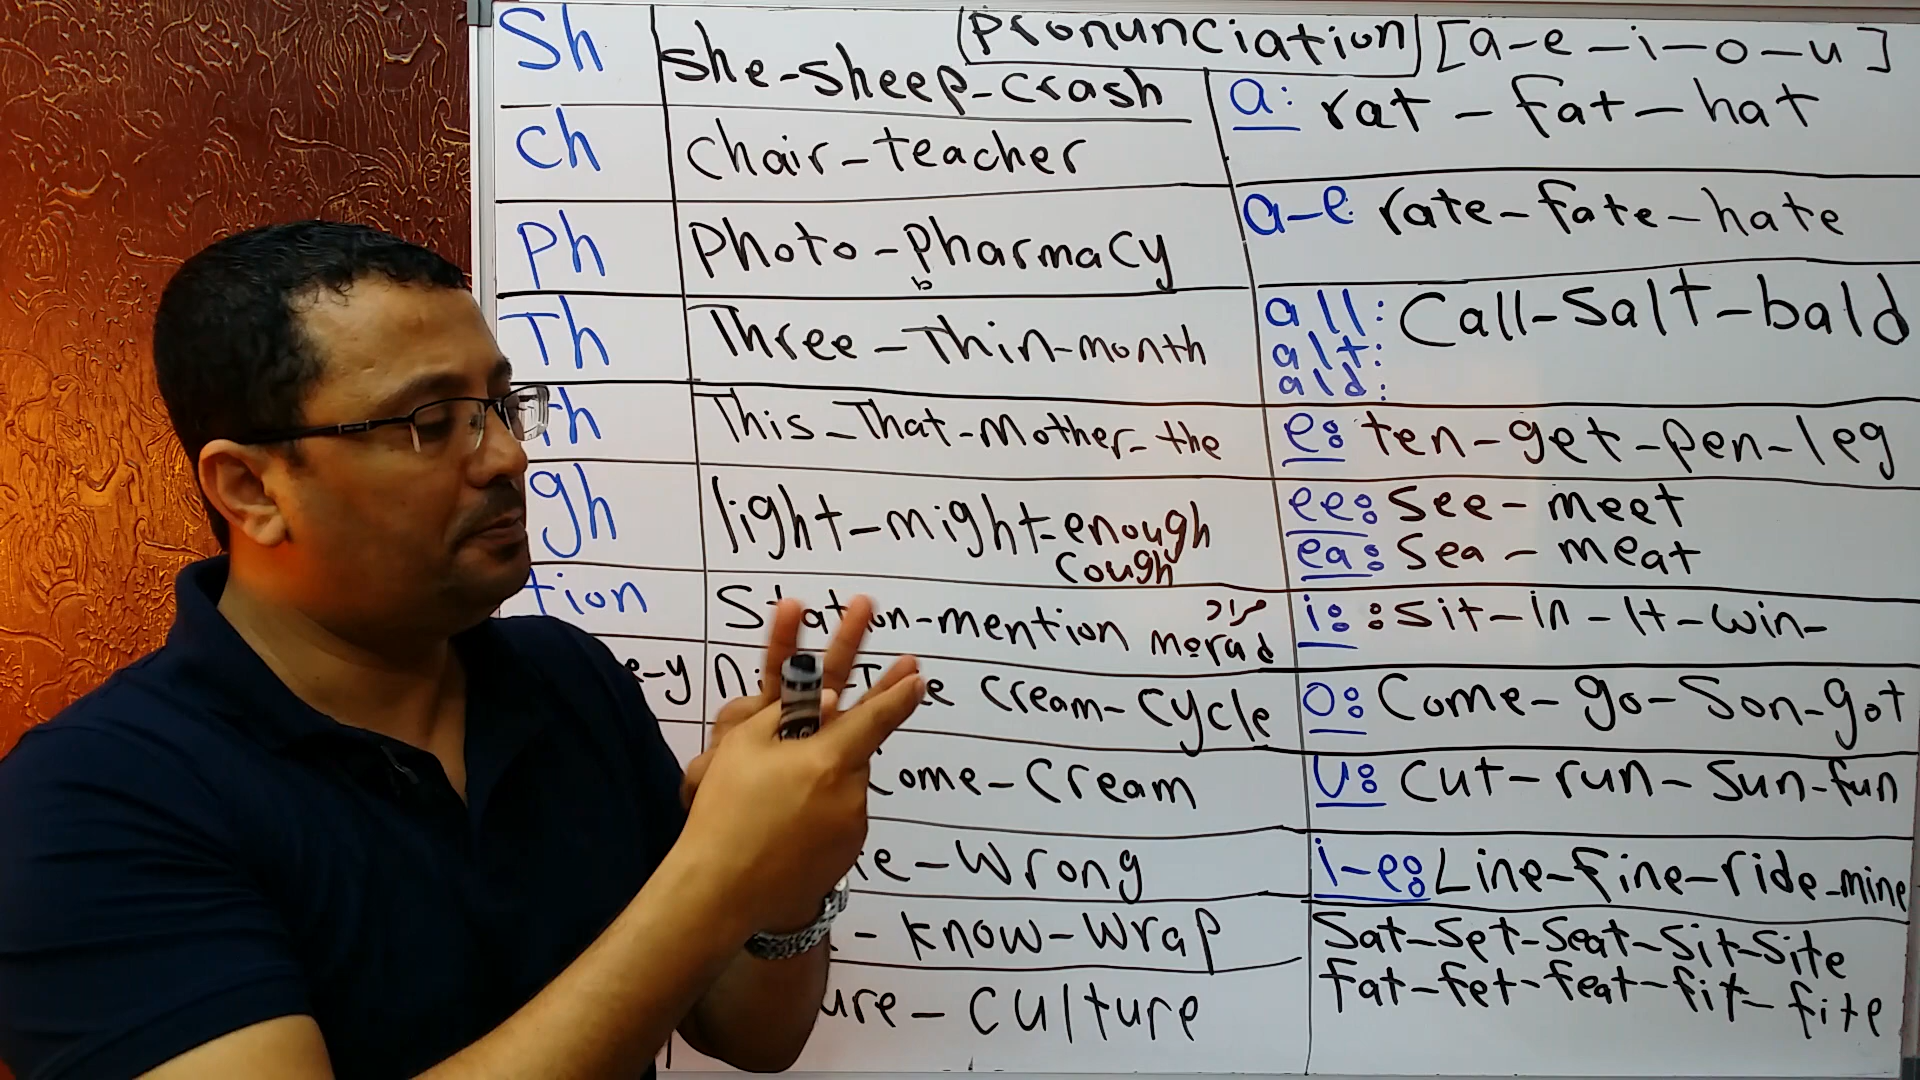 Pronunciation [a-e-i-o-u]
Sh she-sheep-crash
ch chair-teacher
Ph Photo-pharmacy
b
Th Three-Thin-month
Th This-That-Mother-the
gh light-might-enough
Cough
tion Station-mention
مراد
morad
e-y Cream-Cycle
Come-Cream
Wrong
know-wrap
ure-culture
a: rat-fat-hat
a-e rate-fate-hate
all: Call-Salt-bald
alt:
ald:
e: ten-get-pen-leg
ee: See-meet
ea: Sea-meat
i: : sit-in-It-win-
o: Come-go-Son-got
U: Cut-run-Sun-fun
i-e: Line-fine-ride-mine
Sat-Set-Seat-Sit-Site
fat-fet-feat-fit-fite